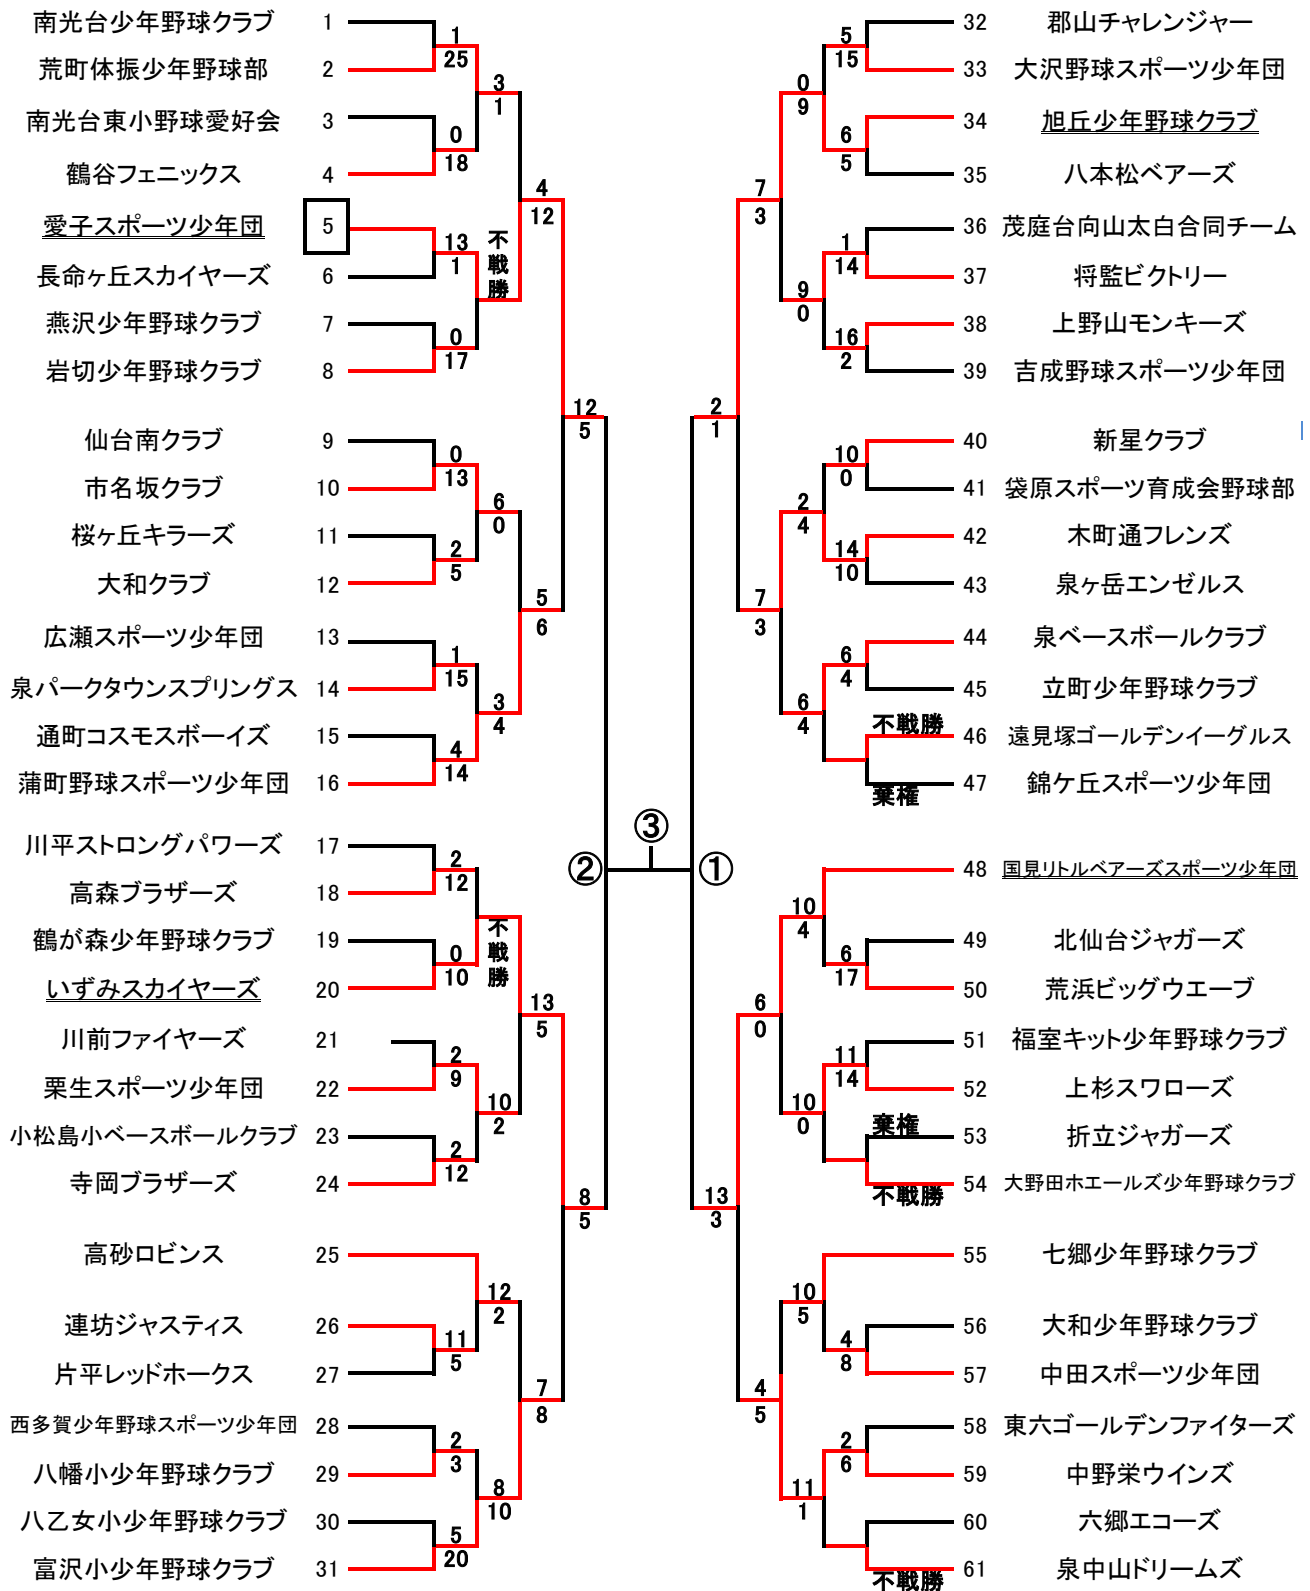 南光台少年野球クラブ 1
荒町体振少年野球部 2
南光台東小野球愛好会 3
鶴谷フェニックス 4
愛子スポーツ少年団 5
長命ヶ丘スカイヤーズ 6
燕沢少年野球クラブ 7
岩切少年野球クラブ 8
仙台南クラブ 9
市名坂クラブ 10
桜ヶ丘キラーズ 11
大和クラブ 12
広瀬スポーツ少年団 13
泉パークタウンスプリングス 14
通町コスモスボーイズ 15
蒲町野球スポーツ少年団 16
川平ストロングパワーズ 17
高森ブラザーズ 18
鶴が森少年野球クラブ 19
いずみスカイヤーズ 20
川前ファイヤーズ 21
栗生スポーツ少年団 22
小松島小ベースボールクラブ 23
寺岡ブラザーズ 24
高砂ロビンス 25
連坊ジャスティス 26
片平レッドホークス 27
西多賀少年野球スポーツ少年団 28
八幡小少年野球クラブ 29
八乙女小少年野球クラブ 30
富沢小少年野球クラブ 31
1
25
0
18
13
1
0
17
0
13
2
5
1
15
4
14
2
12
0
10
2
9
2
12
11
5
2
3
5
20
3
1
不戦勝
6
0
3
4
不戦勝
10
2
12
2
8
10
4
12
5
6
13
5
7
8
12
5
8
5
②
③
①
2
1
13
3
7
3
7
3
6
0
4
5
0
9
9
0
2
4
6
4
10
4
10
0
10
5
11
1
5
15
6
5
1
14
16
2
10
0
14
10
6
4
不戦勝
棄権
6
17
11
14
棄権
不戦勝
4
8
2
6
不戦勝
32 郡山チャレンジャー
33 大沢野球スポーツ少年団
34 旭丘少年野球クラブ
35 八本松ベアーズ
36 茂庭台向山太白合同チーム
37 将監ビクトリー
38 上野山モンキーズ
39 吉成野球スポーツ少年団
40 新星クラブ
41 袋原スポーツ育成会野球部
42 木町通フレンズ
43 泉ヶ岳エンゼルス
44 泉ベースボールクラブ
45 立町少年野球クラブ
46 遠見塚ゴールデンイーグルス
47 錦ケ丘スポーツ少年団
48 国見リトルベアーズスポーツ少年団
49 北仙台ジャガーズ
50 荒浜ビッグウエーブ
51 福室キット少年野球クラブ
52 上杉スワローズ
53 折立ジャガーズ
54 大野田ホエールズ少年野球クラブ
55 七郷少年野球クラブ
56 大和少年野球クラブ
57 中田スポーツ少年団
58 東六ゴールデンファイターズ
59 中野栄ウインズ
60 六郷エコーズ
61 泉中山ドリームズ